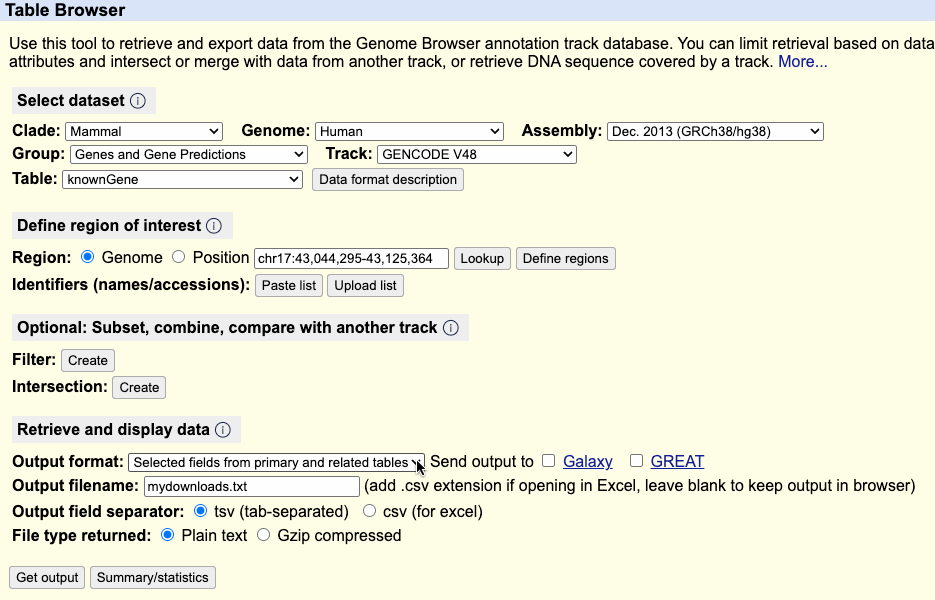 Table Browser
Use this tool to retrieve and export data from the Genome Browser annotation track database. You can limit retrieval based on data
attributes and intersect or merge with data from another track, or retrieve DNA sequence covered by a track. More...
Select dataset ⓘ
Clade: Mammal Genome: Human Assembly: Dec. 2013 (GRCh38/hg38)
Group: Genes and Gene Predictions Track: GENCODE V48
Table: knownGene Data format description
Define region of interest ⓘ
Region: Genome Position chr17:43,044,295-43,125,364 Lookup Define regions
Identifiers (names/accessions): Paste list Upload list
Optional: Subset, combine, compare with another track ⓘ
Filter: Create
Intersection: Create
Retrieve and display data ⓘ
Output format: Selected fields from primary and related tables Send output to Galaxy GREAT
Output filename: mydownloads.txt (add .csv extension if opening in Excel, leave blank to keep output in browser)
Output field separator: tsv (tab-separated) csv (for excel)
File type returned: Plain text Gzip compressed
Get output Summary/statistics